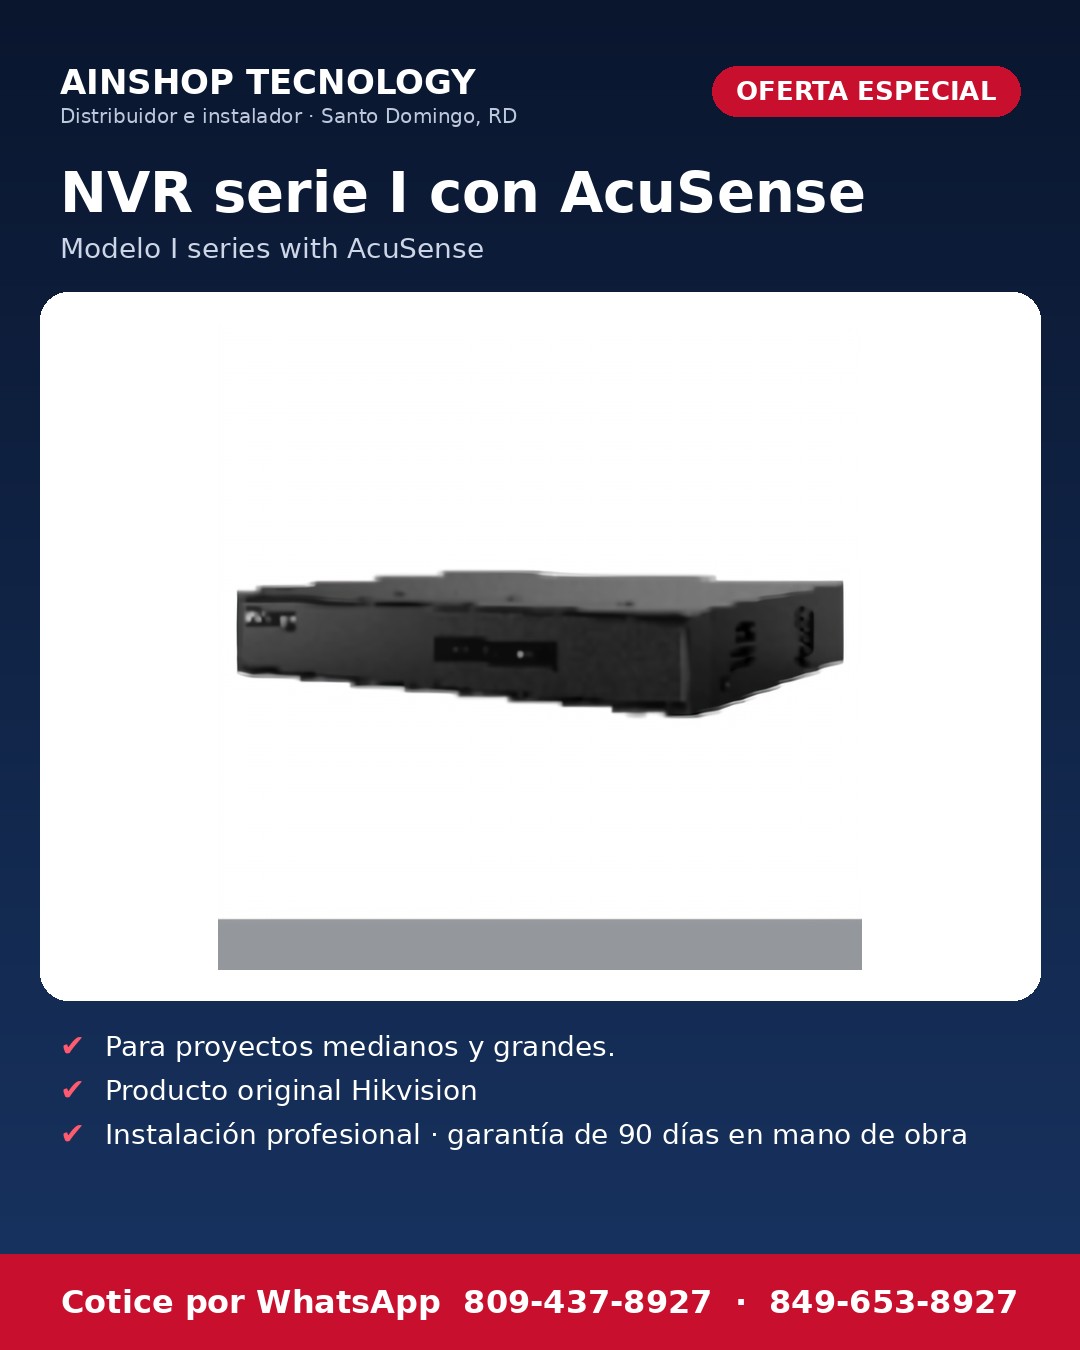 AINSHOP TECNOLOGY
Distribuidor e instalador · Santo Domingo, RD
OFERTA ESPECIAL
NVR serie I con AcuSense
Modelo I series with AcuSense
✔ Para proyectos medianos y grandes.
✔ Producto original Hikvision
✔ Instalación profesional · garantía de 90 días en mano de obra
Cotice por WhatsApp 809-437-8927 · 849-653-8927